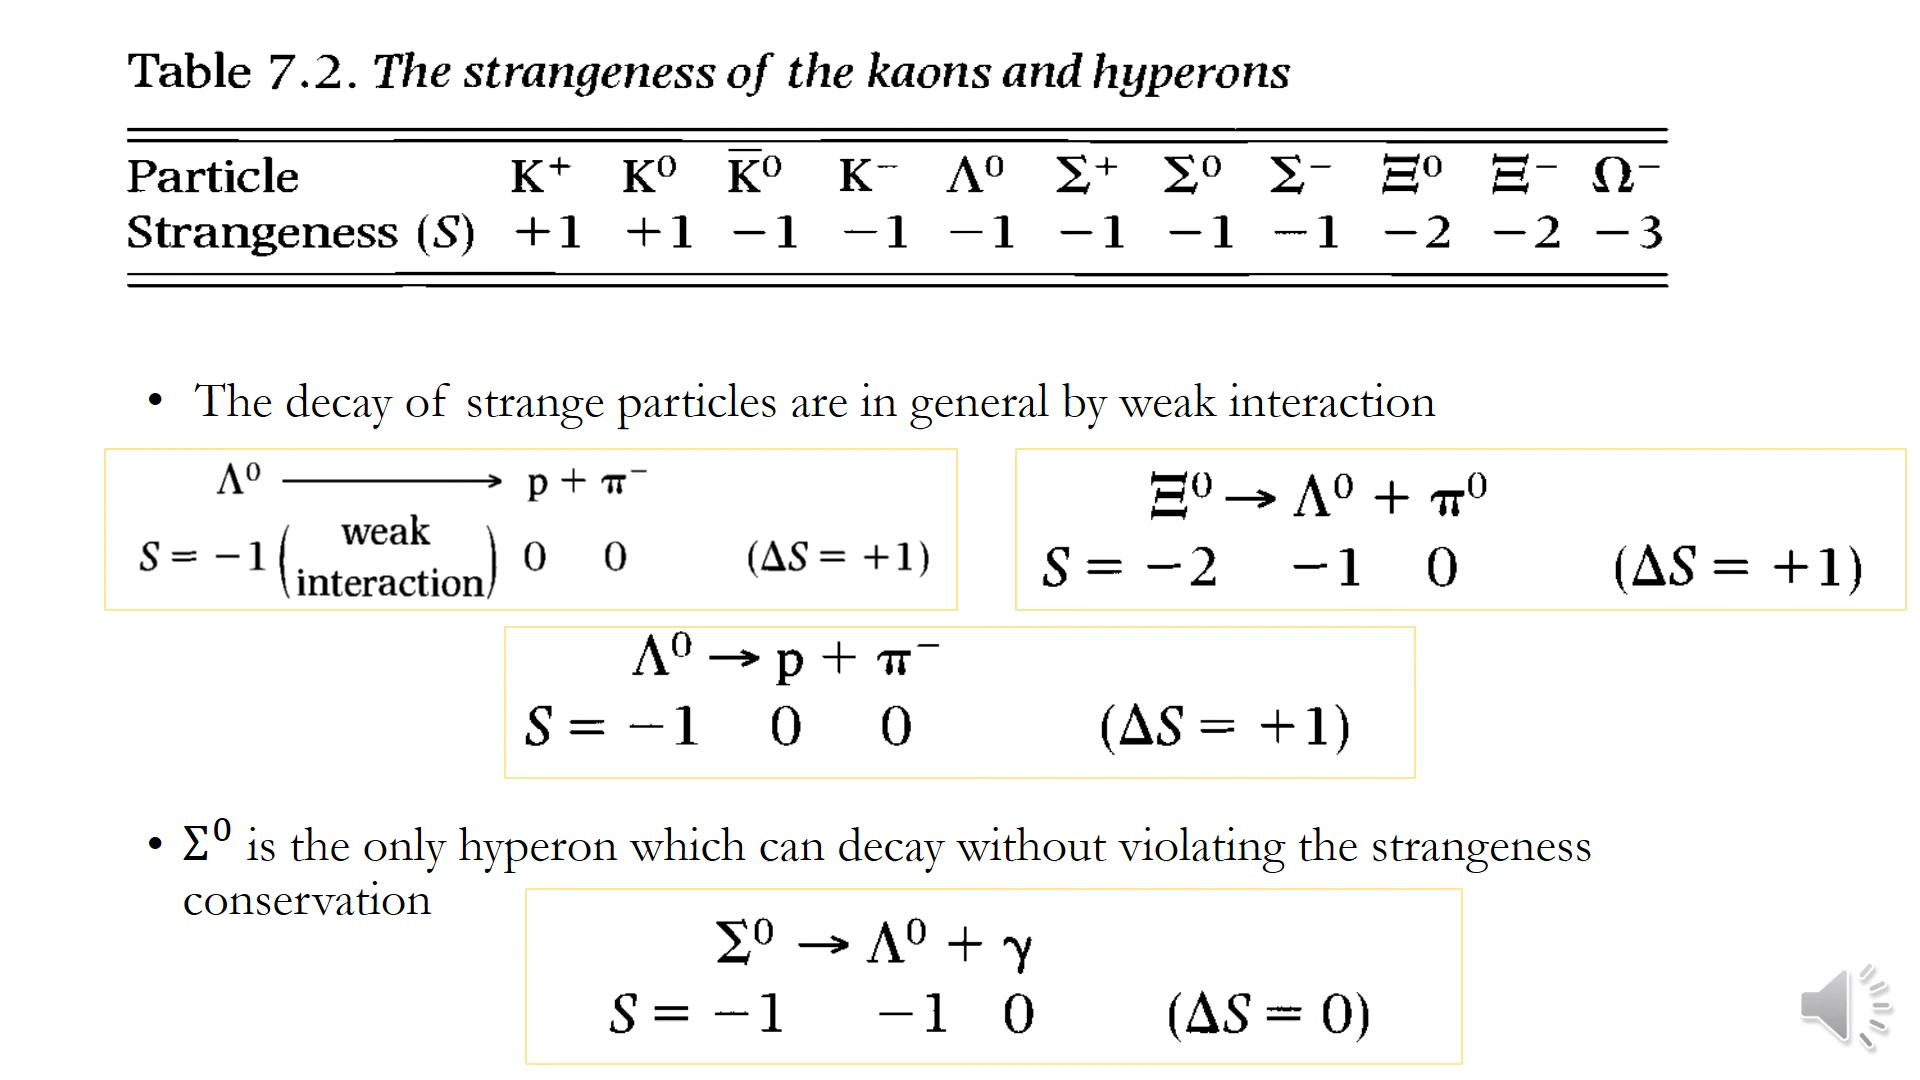 Table 7.2. The strangeness of the kaons and hyperons
Particle K⁺ K⁰ K̅⁰ K⁻ Λ⁰ Σ⁺ Σ⁰ Σ⁻ Ξ⁰ Ξ⁻ Ω⁻
Strangeness (S) +1 +1 −1 −1 −1 −1 −1 −1 −2 −2 −3
• The decay of strange particles are in general by weak interaction
Λ⁰ ⟶ p + π⁻
S = −1 (weak interaction) 0 0 (ΔS = +1)
Ξ⁰ → Λ⁰ + π⁰
S = −2 −1 0 (ΔS = +1)
Λ⁰ → p + π⁻
S = −1 0 0 (ΔS = +1)
• Σ⁰ is the only hyperon which can decay without violating the strangeness
conservation
Σ⁰ → Λ⁰ + γ
S = −1 −1 0 (ΔS = 0)